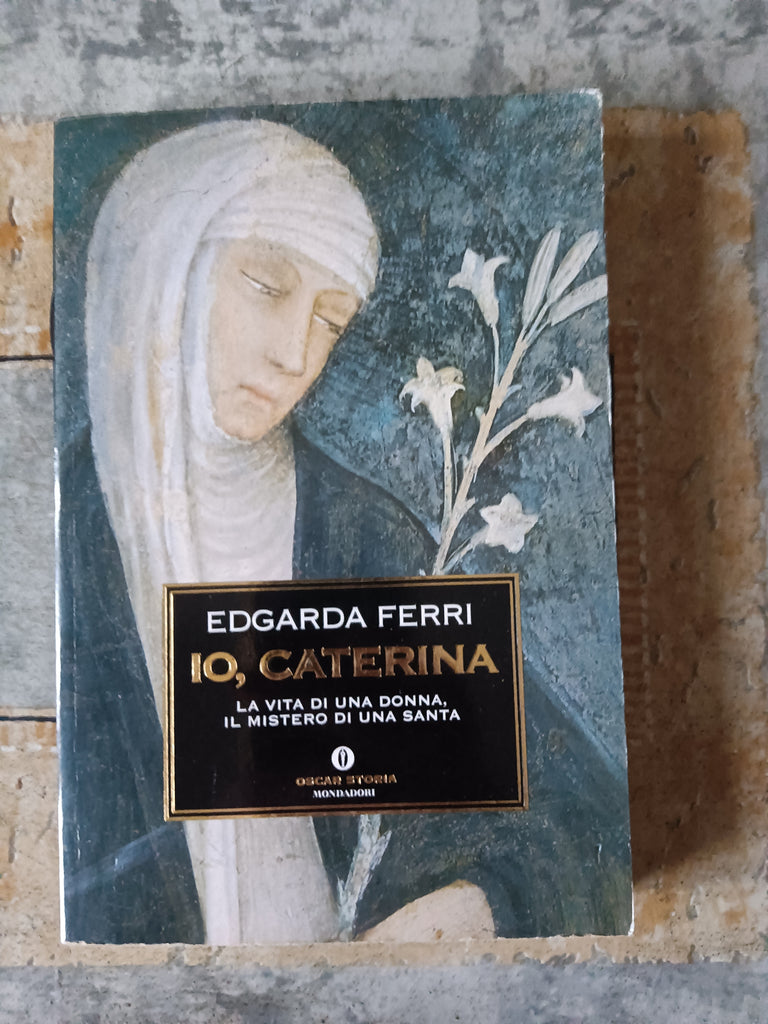 EDGARDA FERRI
IO, CATERINA
LA VITA DI UNA DONNA,
IL MISTERO DI UNA SANTA
OSCAR STORIA
MONDADORI